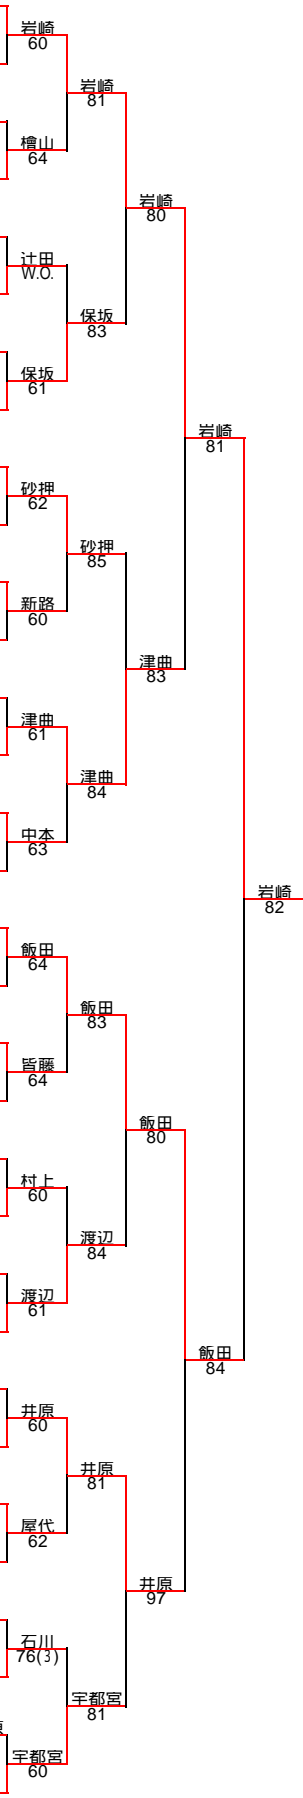 岩崎
60
岩崎
81
檜山
64
岩崎
80
辻田
W.O.
保坂
83
保坂
61
岩崎
81
砂押
62
砂押
85
新路
60
津曲
83
津曲
61
津曲
84
中本
63
岩崎
82
飯田
64
飯田
83
皆藤
64
飯田
80
村上
60
渡辺
84
渡辺
61
飯田
84
井原
60
井原
81
屋代
62
井原
97
石川
76(3)
宇都宮
81
宇都宮
60